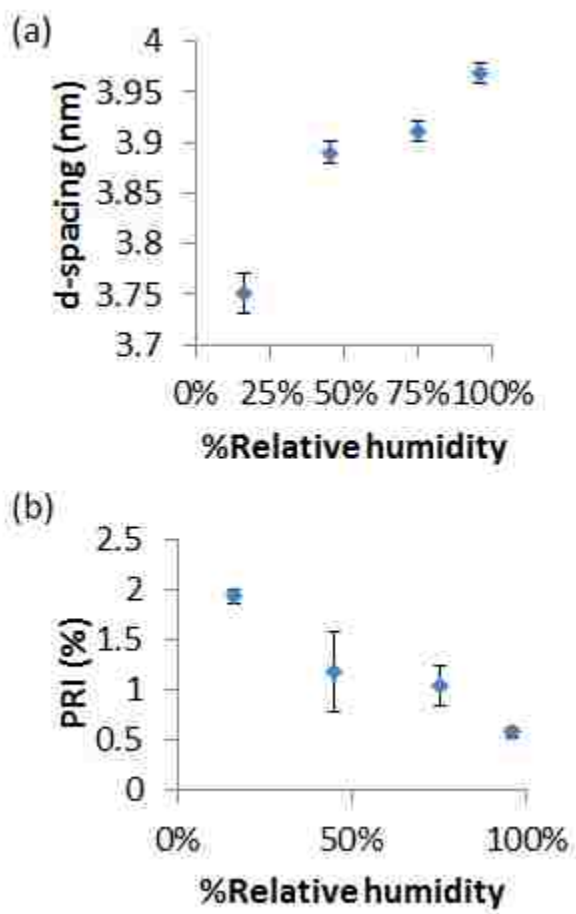 (a)
d-spacing (nm)
4
3.95
3.9
3.85
3.8
3.75
3.7
0% 25% 50% 75% 100%
%Relative humidity
(b)
PRI (%)
2.5
2
1.5
1
0.5
0
0% 50% 100%
%Relative humidity